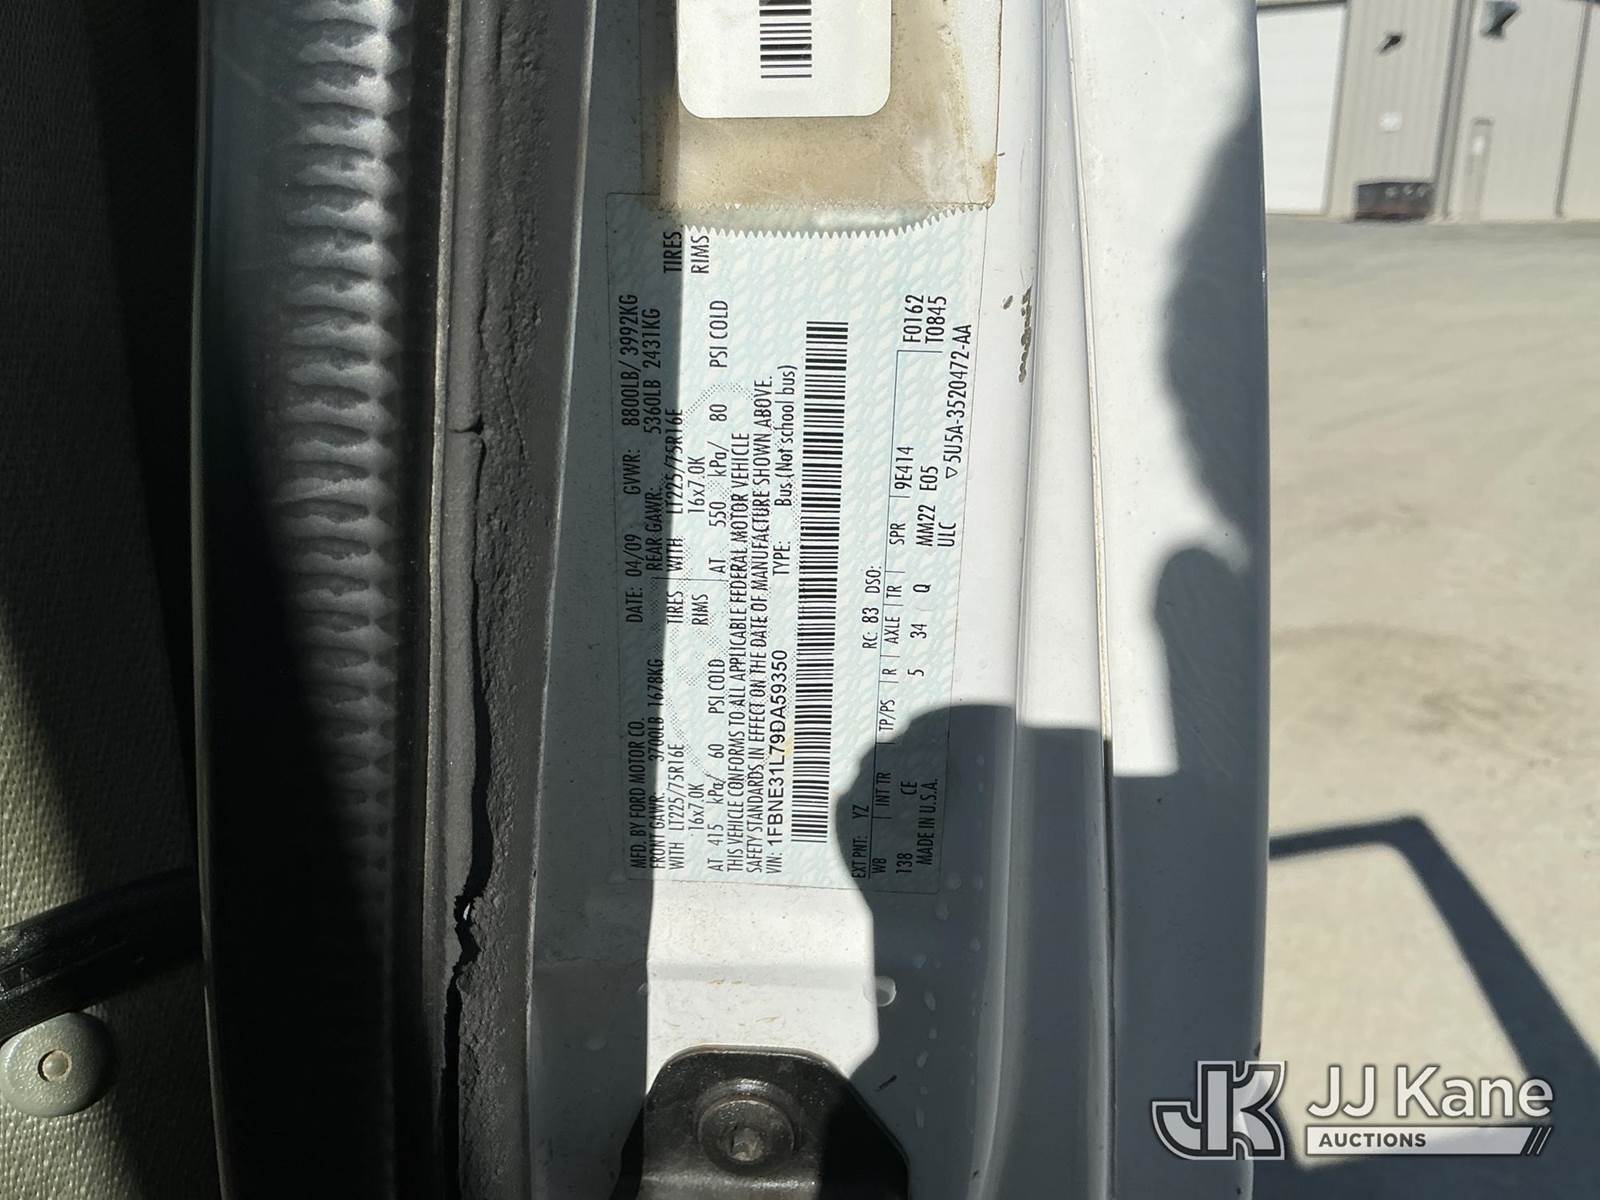 MFD. BY FORD MOTOR CO. DATE: 04/09 GVWR: 8800LB/ 3992KG
FRONT GAWR: 3700LB 1678KG REAR GAWR: 5360LB 2431KG
WITH LT225/75R16E TIRES WITH LT225/75R16E TIRES
16x7.0K RIMS 16x7.0K RIMS
AT 415 kPa/ 60 PSI COLD AT 550 kPa/ 80 PSI COLD
THIS VEHICLE CONFORMS TO ALL APPLICABLE FEDERAL MOTOR VEHICLE
SAFETY STANDARDS IN EFFECT ON THE DATE OF MANUFACTURE SHOWN ABOVE.
VIN: 1FBNE31L79DA59350 TYPE: Bus (Not school bus)
EXT PNT: YZ RC: 83 DSO:
WB INT TR TP/PS R AXLE TR SPR 9E414 F0162
138 CE 5 34 Q MM22 E05 T0845
MADE IN U.S.A. ULC
▽5U5A-3520472-AA
JK JJ Kane
AUCTIONS